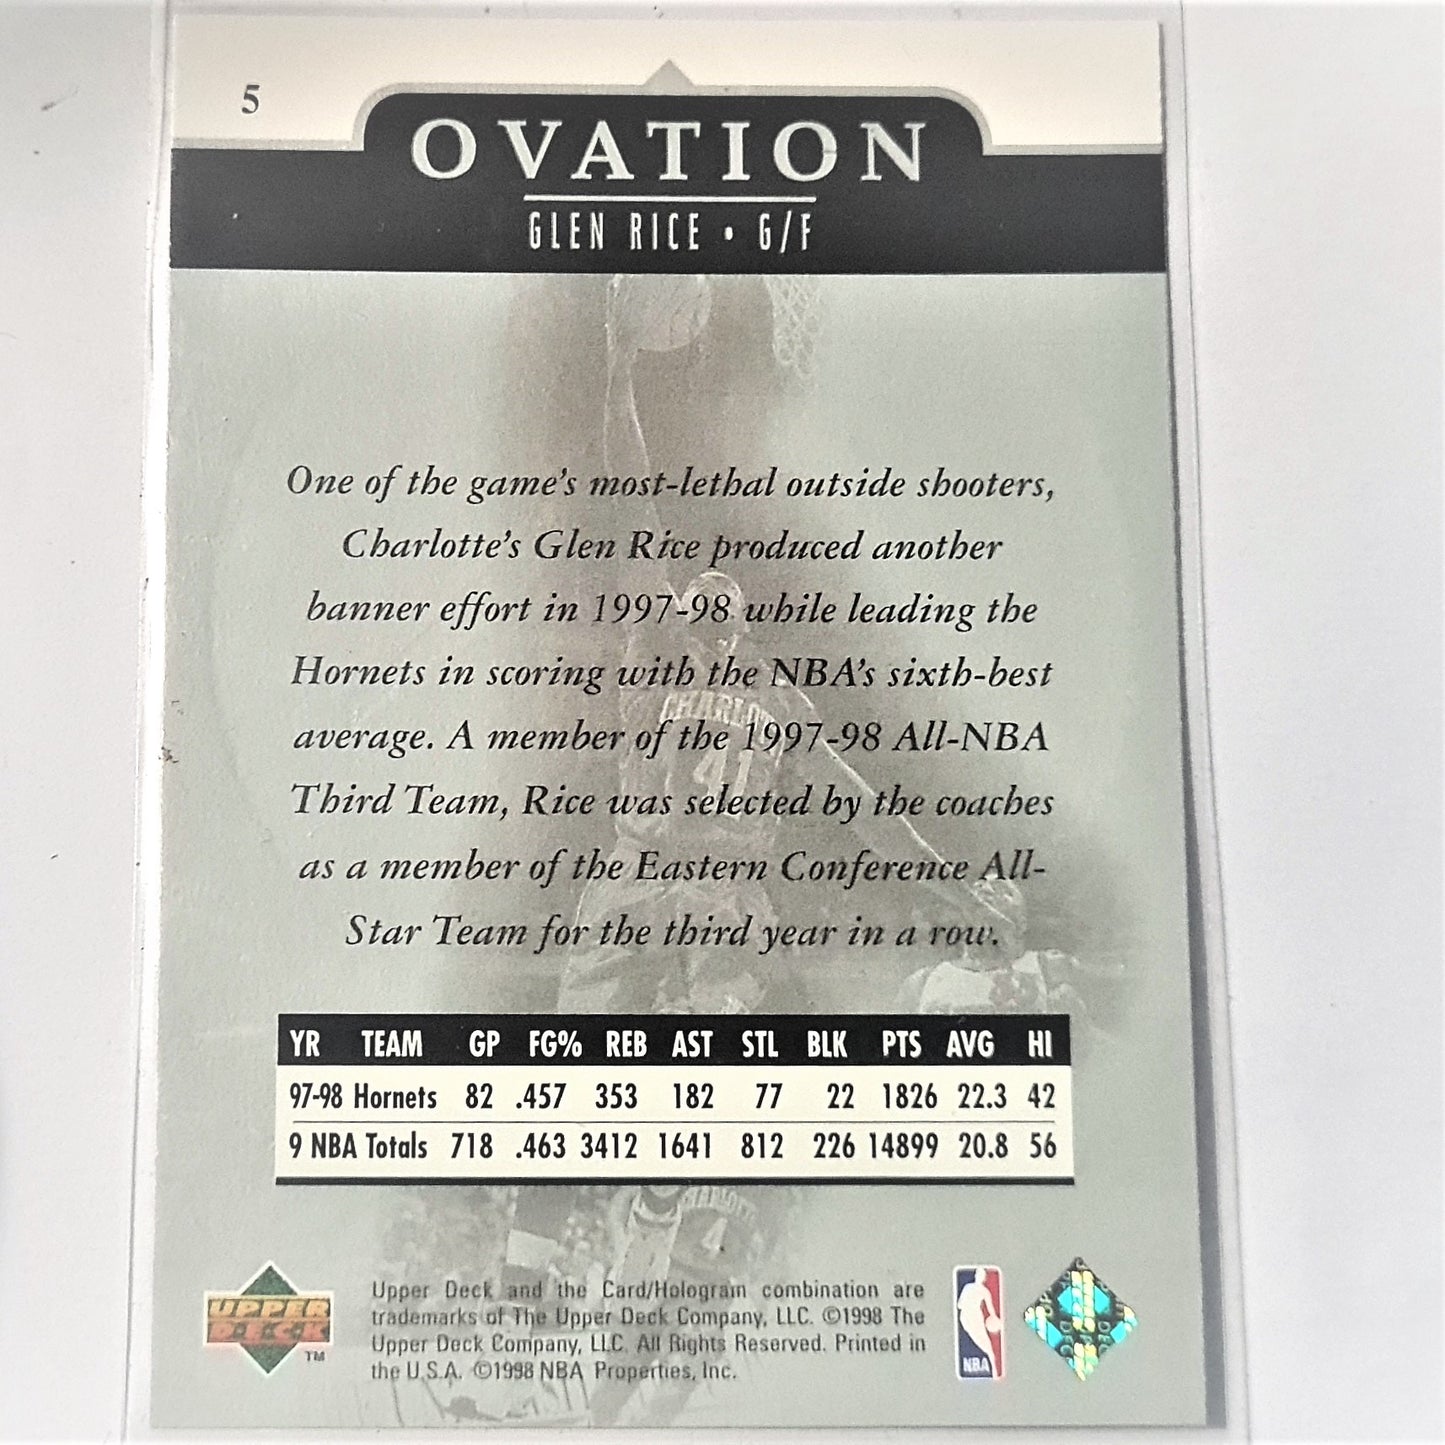 5
OVATION
GLEN RICE • G/F
One of the game's most-lethal outside shooters,
Charlotte's Glen Rice produced another
banner effort in 1997-98 while leading the
Hornets in scoring with the NBA's sixth-best
average. A member of the 1997-98 All-NBA
Third Team, Rice was selected by the coaches
as a member of the Eastern Conference All-
Star Team for the third year in a row.
CHARLOT
41
YR TEAM GP FG% REB AST STL BLK PTS AVG HI
97-98 Hornets 82 .457 353 182 77 22 1826 22.3 42
9 NBA Totals 718 .463 3412 1641 812 226 14899 20.8 56
CHARLOTTE
4
UPPER
DECK
TM
Upper Deck and the Card/Hologram combination are
trademarks of The Upper Deck Company, LLC. ©1998 The
Upper Deck Company, LLC. All Rights Reserved. Printed in
the U.S.A. ©1998 NBA Properties, Inc.
NBA